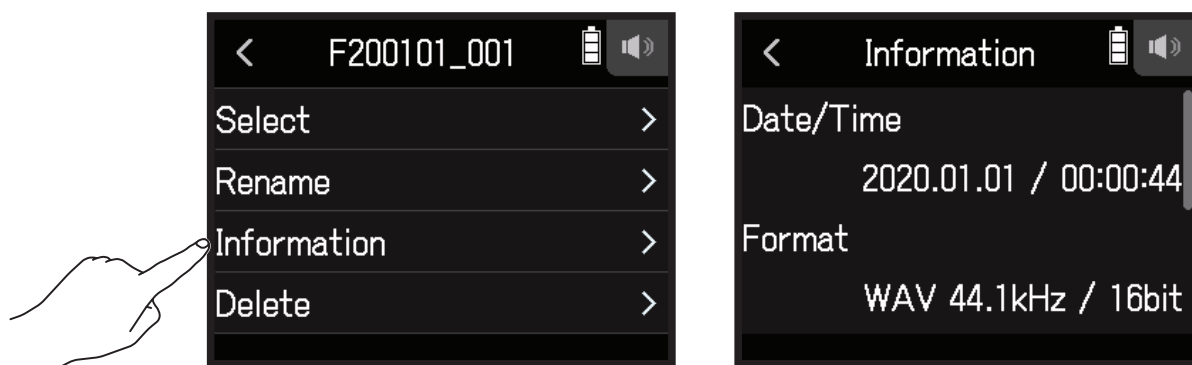 F200101_001
Select
Rename
Information
Delete
Information
Date/Time
2020.01.01 / 00:00:44
Format
WAV 44.1kHz / 16bit